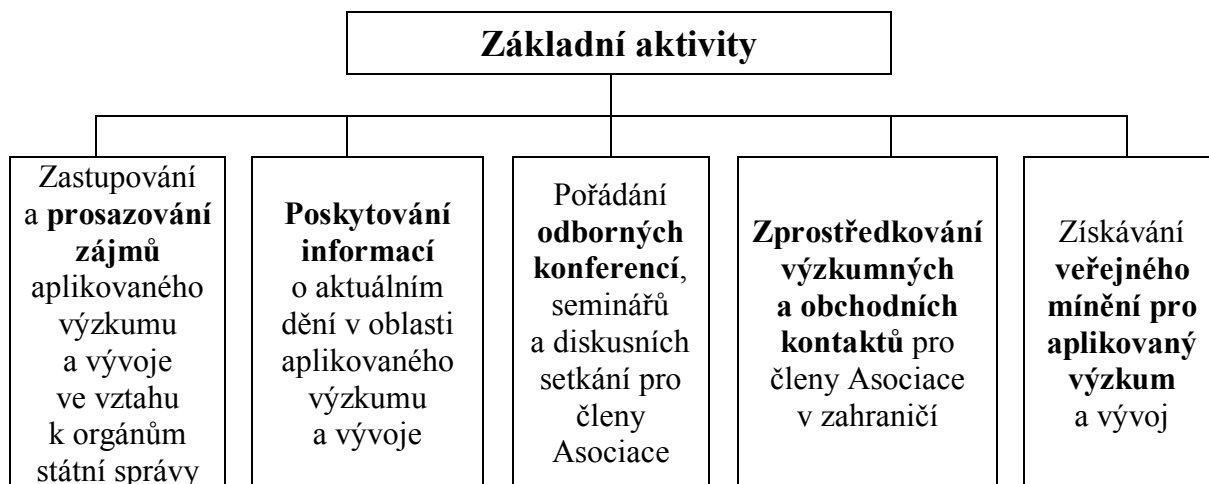 Základní aktivity
Zastupování
a prosazování
zájmů
aplikovaného
výzkumu
a vývoje
ve vztahu
k orgánům
státní správy
Poskytování
informací
o aktuálním
dění v oblasti
aplikovaného
výzkumu
a vývoje
Pořádání
odborných
konferencí,
seminářů
a diskusních
setkání pro
členy
Asociace
Zprostředkování
výzkumných
a obchodních
kontaktů pro
členy Asociace
v zahraničí
Získávání
veřejného
mínění pro
aplikovaný
výzkum
a vývoj